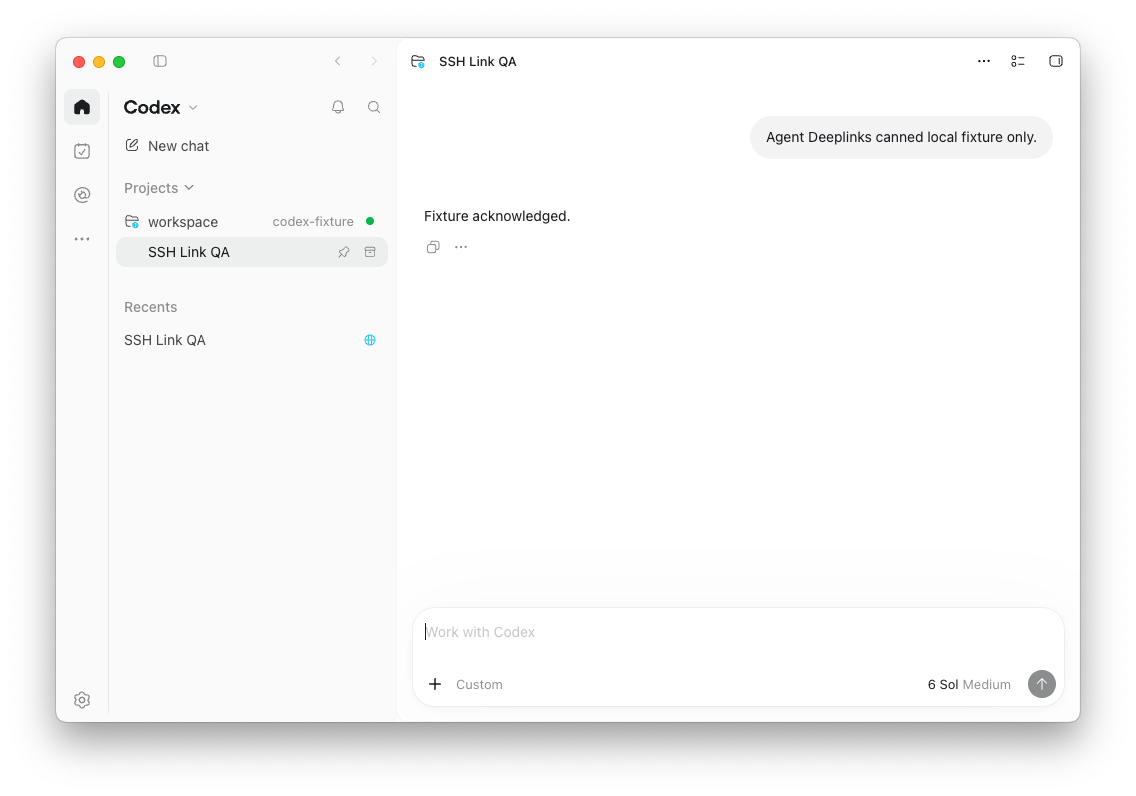 SSH Link QA
Codex
New chat
Projects
workspace codex-fixture
SSH Link QA
Recents
SSH Link QA
Agent Deeplinks canned local fixture only.
Fixture acknowledged.
Work with Codex
Custom
6 Sol Medium